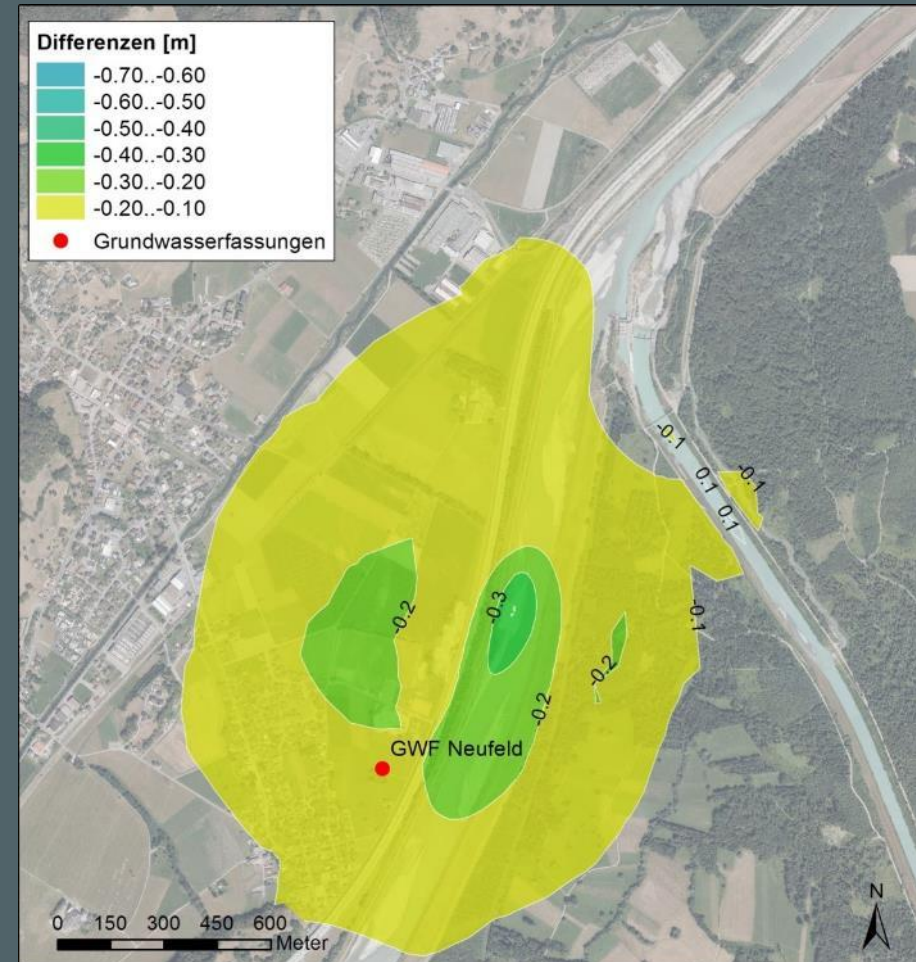 Differenzen [m]
-0.70..-0.60
-0.60..-0.50
-0.50..-0.40
-0.40..-0.30
-0.30..-0.20
-0.20..-0.10
Grundwasserfassungen
-0.1
0.1
-0.1
0.1
-0.3
-0.2
-0.1
-0.2
-0.2
GWF Neufeld
N
0 150 300 450 600
Meter